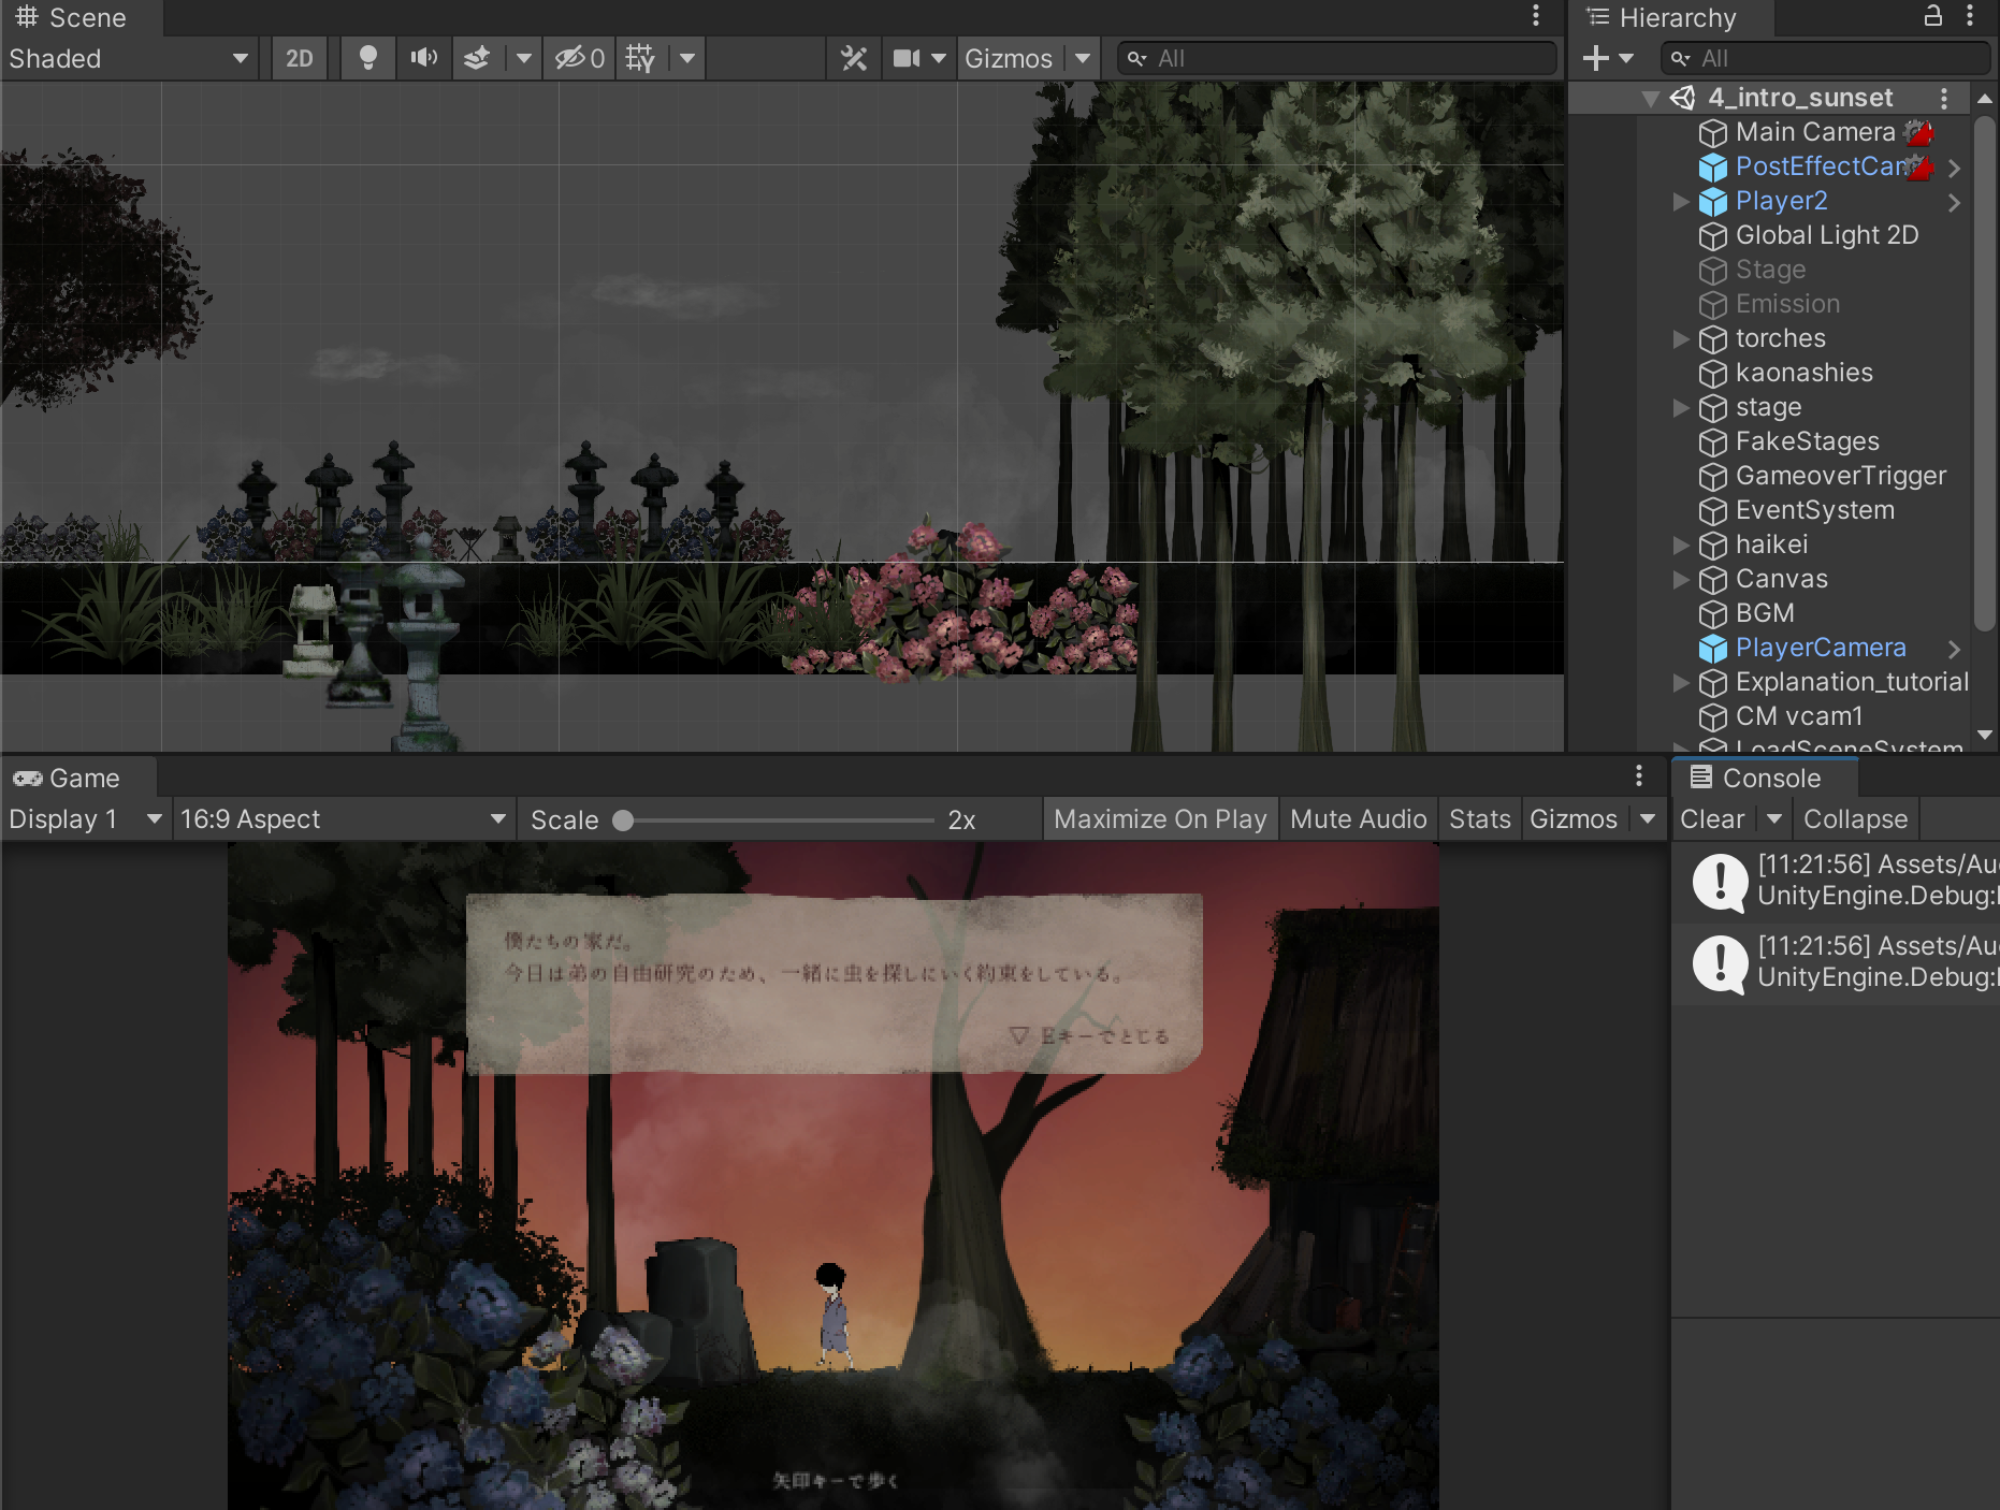 Scene
Shaded
2D
0
Gizmos
All
Hierarchy
All
4_intro_sunset
Main Camera
PostEffectCar
Player2
Global Light 2D
Stage
Emission
torches
kaonashies
stage
FakeStages
GameoverTrigger
EventSystem
haikei
Canvas
BGM
PlayerCamera
Explanation_tutorial
CM vcam1
LoadSceneSystem
Game
Display 1
16:9 Aspect
Scale
2x
Maximize On Play
Mute Audio
Stats
Gizmos
Console
Clear
Collapse
[11:21:56] Assets/Au
UnityEngine.Debug:
[11:21:56] Assets/Au
UnityEngine.Debug:
僕たちの家だ。
今日は弟の自由研究のため、一緒に虫を探しにいく約束をしている。
▽ Eキーでとじる
矢印キーで歩く